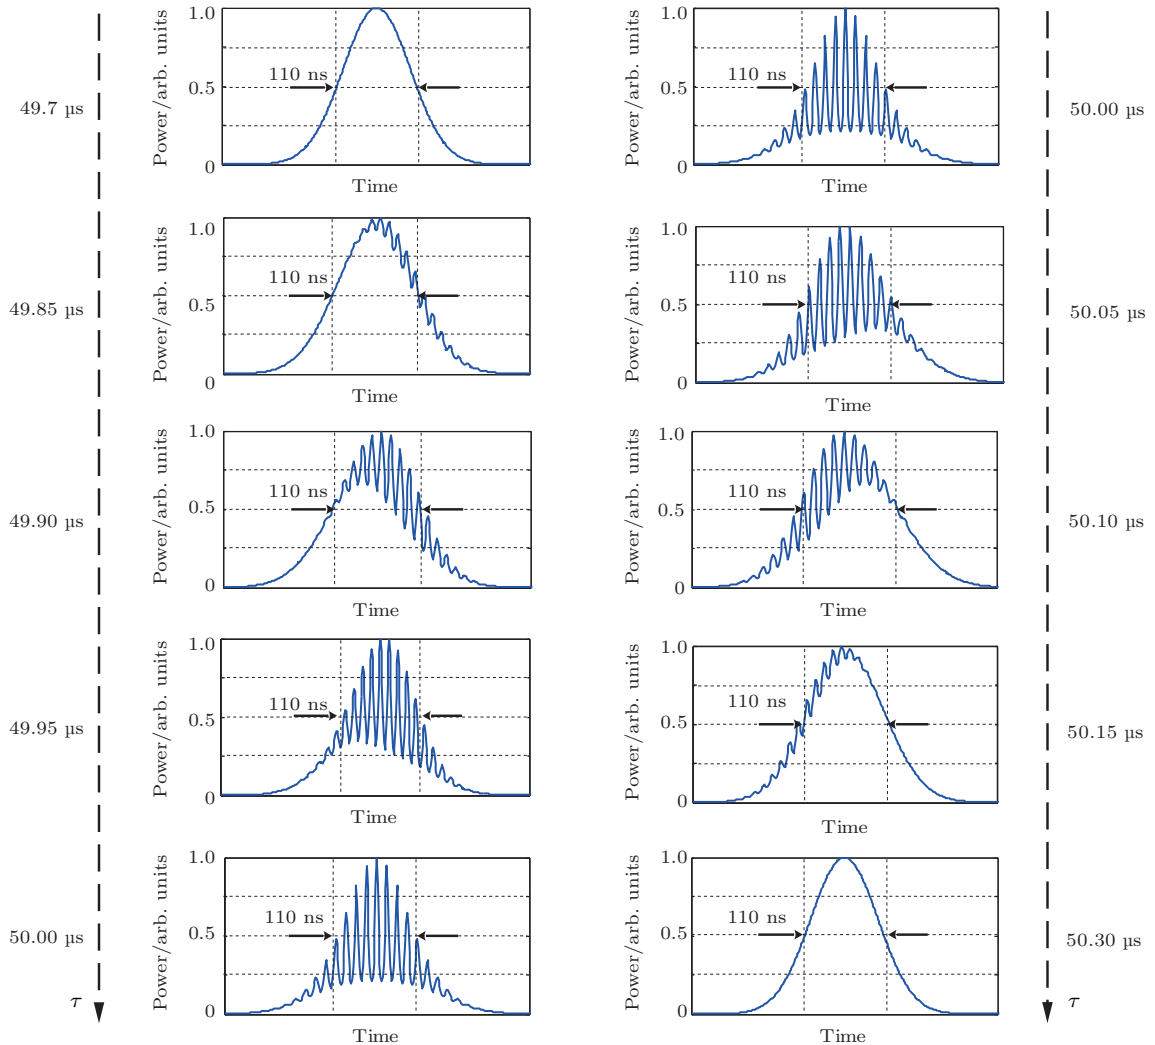 49.7 µs
Power/arb. units
1.0
0.5
0
110 ns
Time
49.85 µs
Power/arb. units
1.0
0.5
0
110 ns
Time
49.90 µs
Power/arb. units
1.0
0.5
0
110 ns
Time
49.95 µs
Power/arb. units
1.0
0.5
0
110 ns
Time
50.00 µs
Power/arb. units
1.0
0.5
0
110 ns
Time
τ
Power/arb. units
1.0
0.5
0
110 ns
Time
50.00 µs
Power/arb. units
1.0
0.5
0
110 ns
Time
50.05 µs
Power/arb. units
1.0
0.5
0
110 ns
Time
50.10 µs
Power/arb. units
1.0
0.5
0
110 ns
Time
50.15 µs
Power/arb. units
1.0
0.5
0
110 ns
Time
50.30 µs
τ